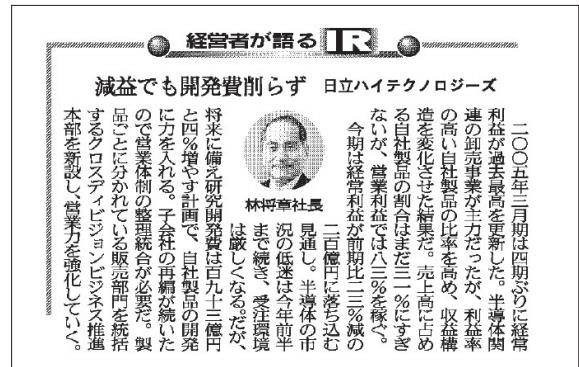 経営者が語るIR
減益でも開発費削らず 日立ハイテクノロジーズ
二〇〇五年三月期は四期ぶりに経常
利益が過去最高を更新した。半導体関
連の卸売事業が主力だったが、利益率
の高い自社製品の比率を高め、収益構
造を変化させた結果だ。売上高に占め
る自社製品の割合はまだ三一%にすぎ
ないが、営業利益では八三%を稼ぐ。
今期は経常利益が前期比二三%減の
二百億円に落ち込む
見通し。半導体の市
況の低迷は今年前半
まで続き、受注環境
は厳しくなる。だが、
林将章社長
将来に備え研究開発費は百九十三億円
と四%増やす計画で、自社製品の開発
に力を入れる。子会社の再編が続いた
ので営業体制の整理統合が必要だ。製
品ごとに分かれている販売部門を統括
するクロスディビジョンビジネス推進
本部を新設し、営業力を強化していく。